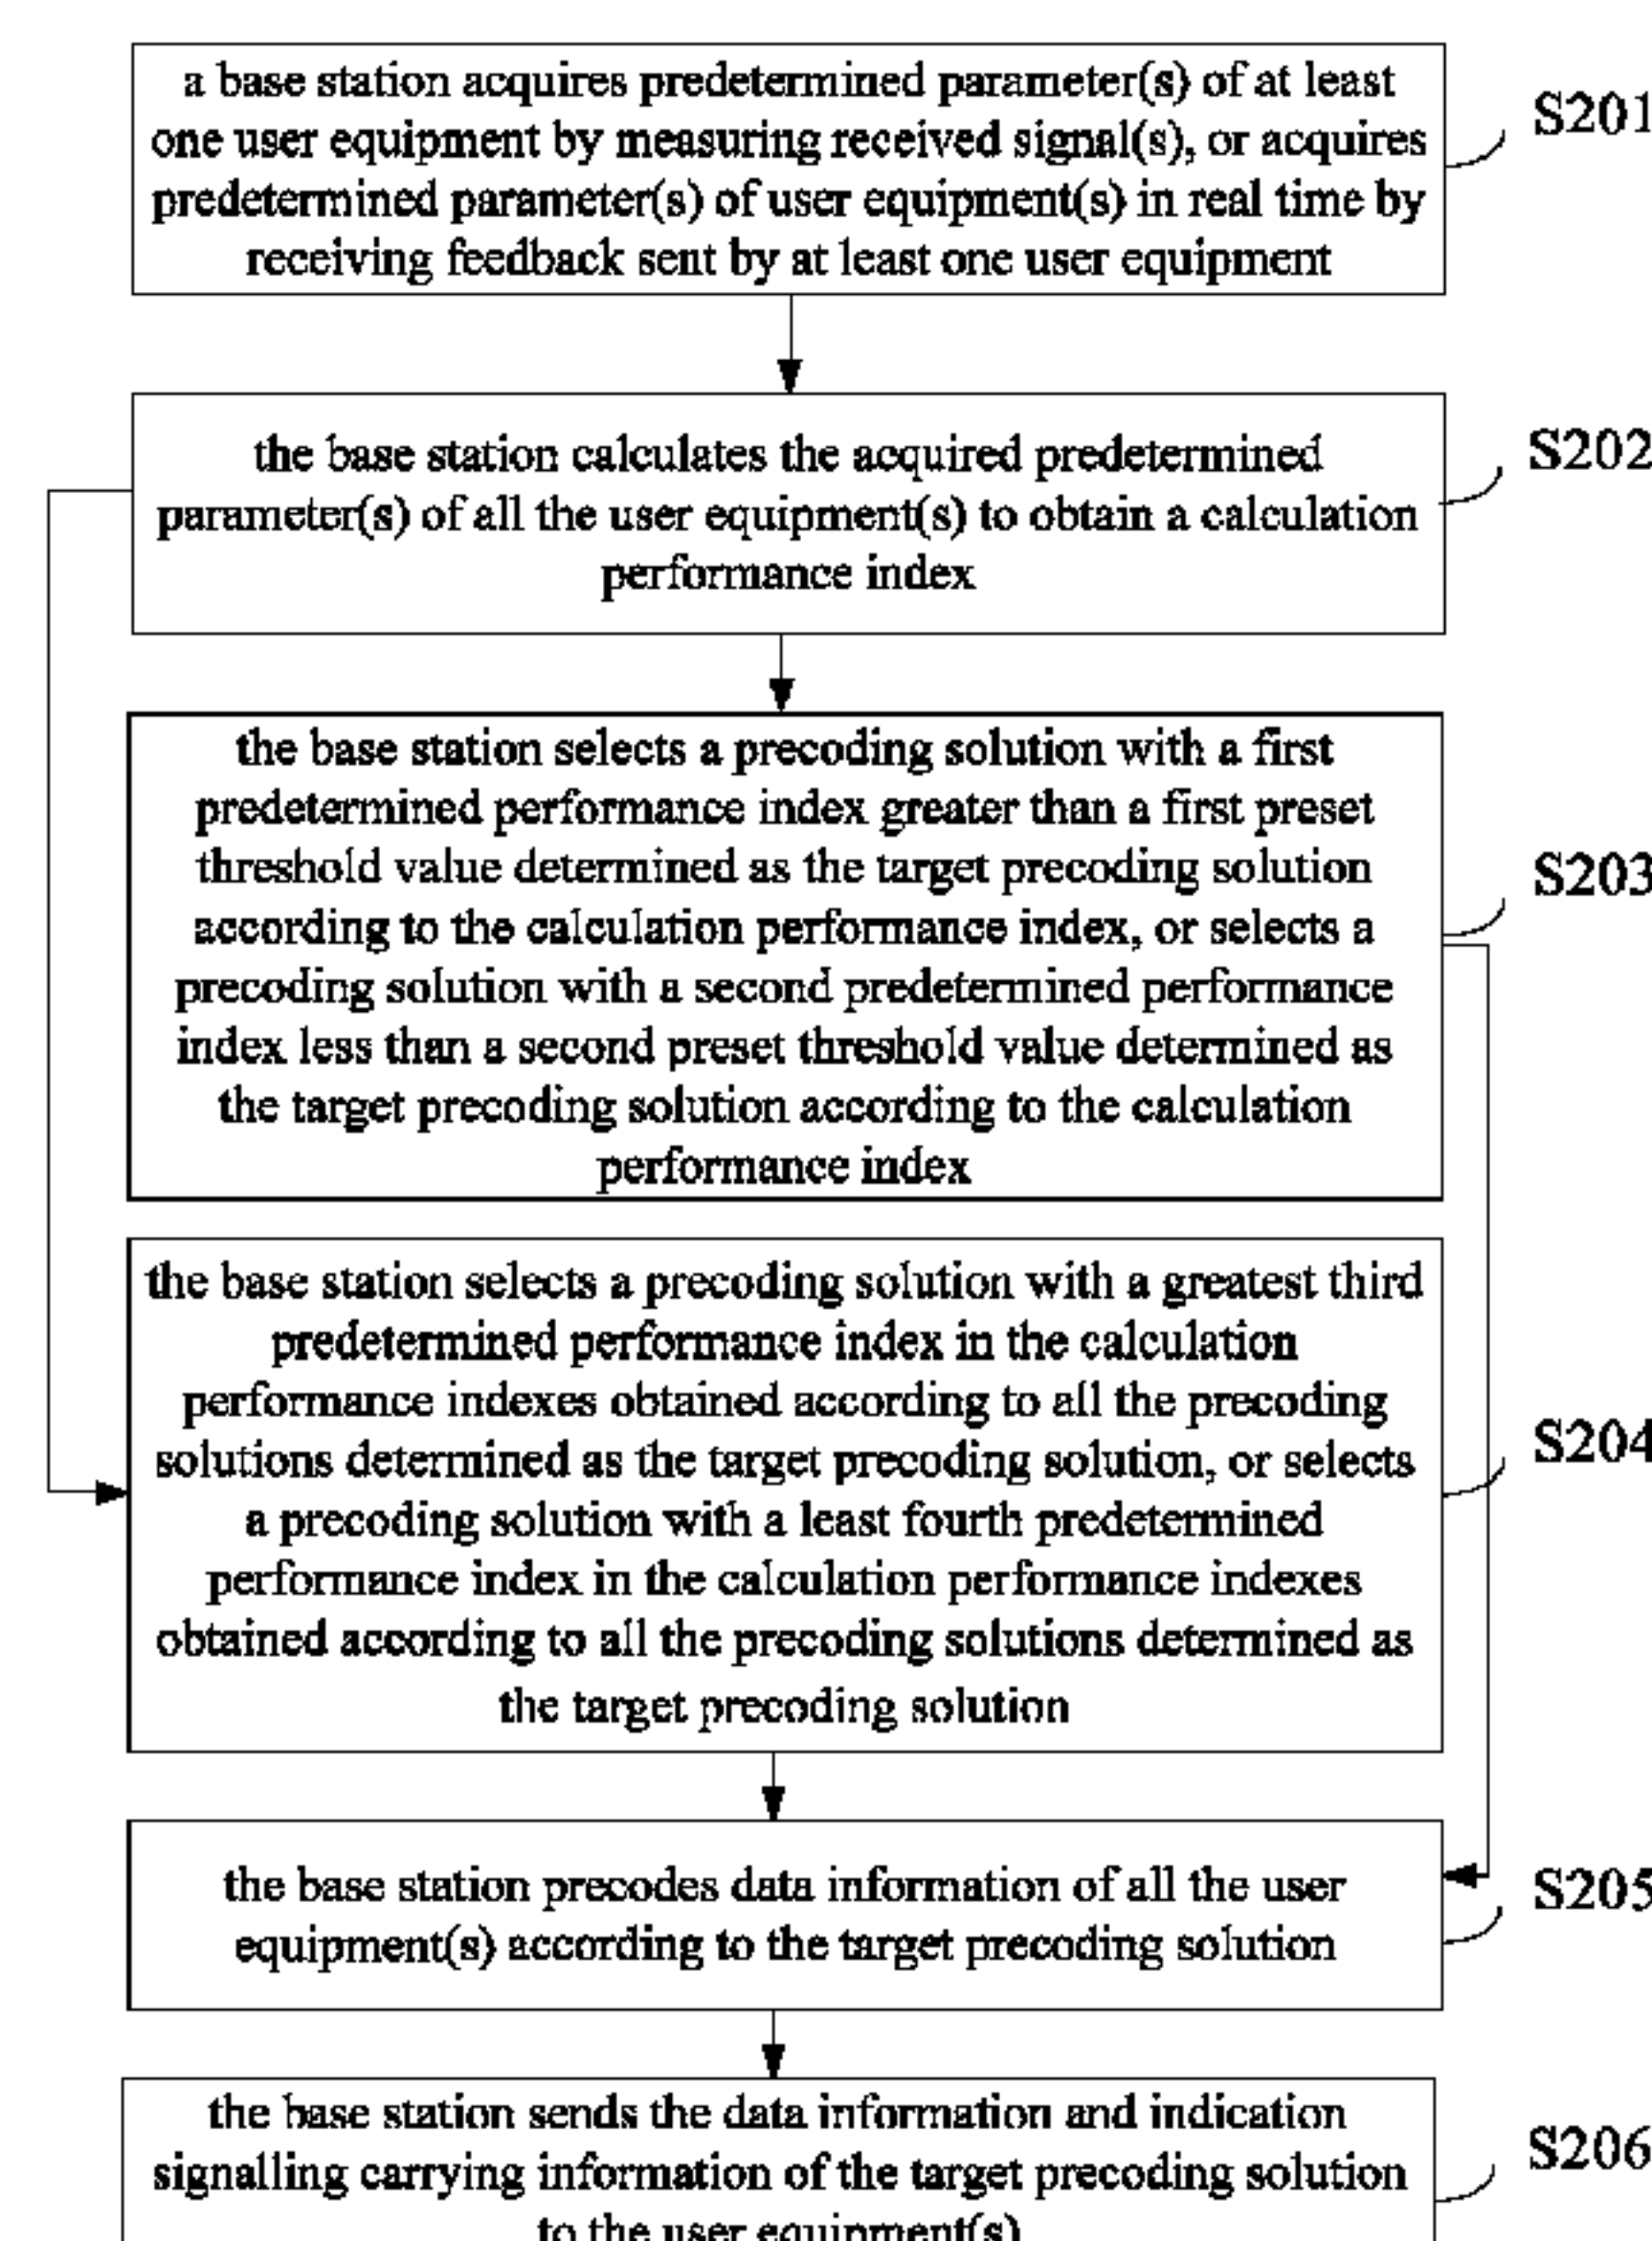 a base station acquires predetermined parameter(s) of at least
one user equipment by measuring received signal(s), or acquires
predetermined parameter(s) of user equipment(s) in real time by
receiving feedback sent by at least one user equipment
S201
the base station calculates the acquired predetermined
parameter(s) of all the user equipment(s) to obtain a calculation
performance index
S202
the base station selects a precoding solution with a first
predetermined performance index greater than a first preset
threshold value determined as the target precoding solution
according to the calculation performance index, or selects a
precoding solution with a second predetermined performance
index less than a second preset threshold value determined as
the target precoding solution according to the calculation
performance index
S203
the base station selects a precoding solution with a greatest third
predetermined performance index in the calculation
performance indexes obtained according to all the precoding
solutions determined as the target precoding solution, or selects
a precoding solution with a least fourth predetermined
performance index in the calculation performance indexes
obtained according to all the precoding solutions determined as
the target precoding solution
S204
the base station precodes data information of all the user
equipment(s) according to the target precoding solution
S205
the base station sends the data information and indication
signalling carrying information of the target precoding solution
to the user equipment(s)
S206